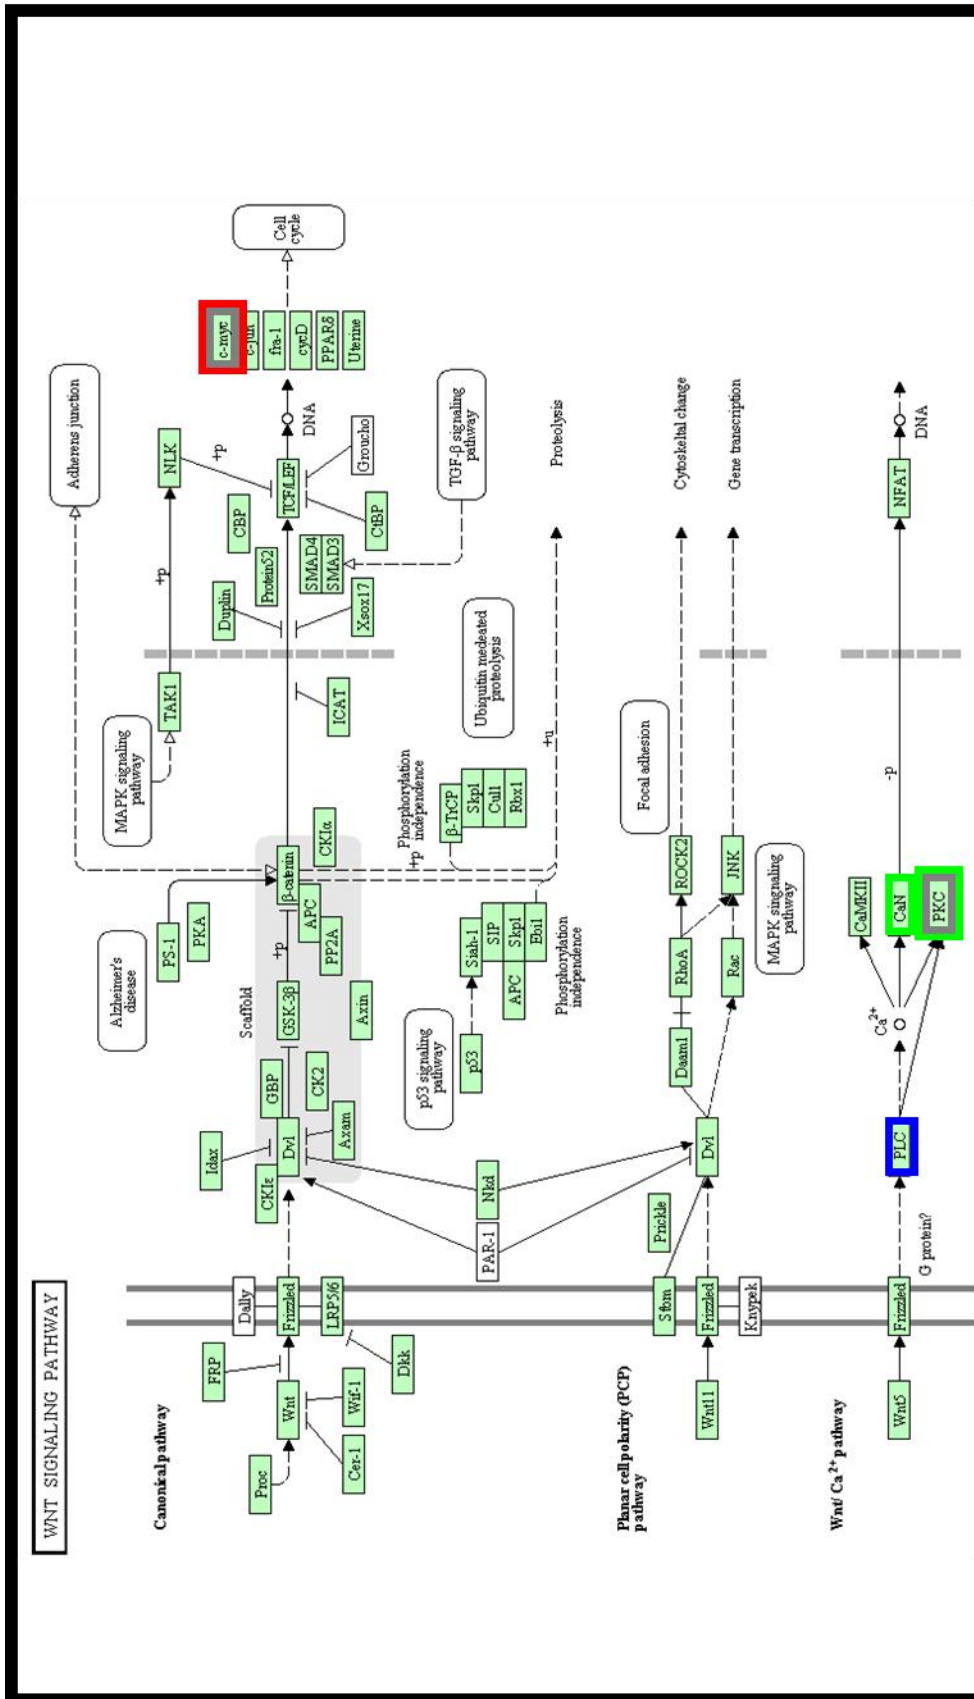 WNT SIGNALING PATHWAY
Canonical pathway
Proc
Cer-1
Wnt
Wif-1
FRP
Dkk
Dally
Frizzled
LRP5/6
Idax
CKIε
Dvl
Axam
GBP
CK2
Scaffold
GSK-3β
Axin
+p
Alzheimer's
disease
PS-1
PKA
β-catenin
APC
PP2A
CKIα
MAPK signaling
pathway
TAK1
+p
NLK
+p
Adherens junction
ICAT
Duplin
Xsox17
Protein52
CBP
SMAD4
SMAD3
TCF/LEF
CtBP
Groucho
DNA
TGF-β signaling
pathway
c-myc
c-jun
fra-1
cycD
PPARδ
Uterine
Cell
cycle
PAR-1
Nkd
p53 signaling
pathway
p53
Siah-1
SIP
Skp1
Ebi1
APC
Phosphorylation
independence
+p
Phosphorylation
independence
β-TrCP
Skp1
Cul1
Rbx1
+u
Ubiquitin medeated
proteolysis
Proteolysis
Planar cell polarity (PCP)
pathway
Wnt11
Stbm
Frizzled
Knypek
Prickle
Dvl
Daam1
RhoA
Rac
ROCK2
JNK
Focal adhesion
MAPK singnaling
pathway
Cytoskeltal change
Gene transcription
Wnt/ Ca2+ pathway
Wnt5
Frizzled
G protein?
PLC
Ca2+
CaMKII
CaN
PKC
-p
NFAT
DNA